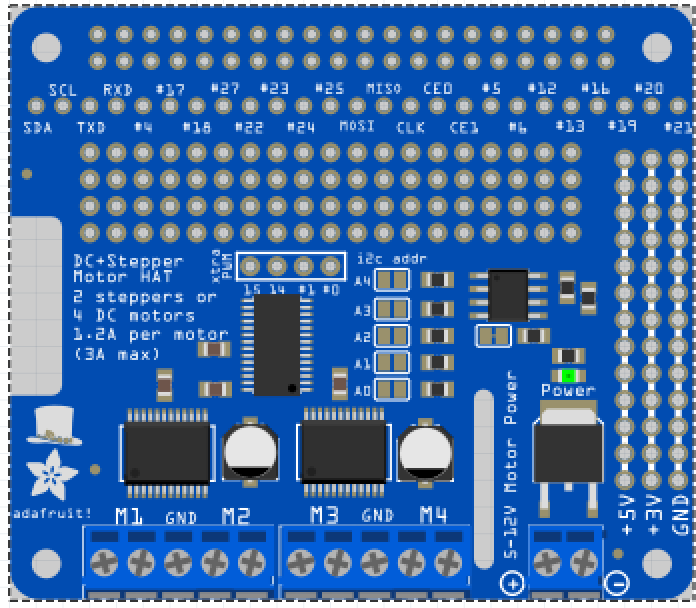 SCL RXD #17 #27 #23 #25 MISO CE0 #5 #12 #16 #20
SDA TXD #4 #18 #22 #24 MOSI CLK CE1 #6 #13 #19 #21
DC+Stepper
Motor HAT
2 steppers or
4 DC motors
1.2A per motor
(3A max)
xtra
PWM
15 14 #1 #0
i2c addr
A4
A3
A2
A1
A0
Power
5-12V Motor Power
+5V
+3V
GND
adafruit!
M1 GND M2
M3 GND M4
+
-